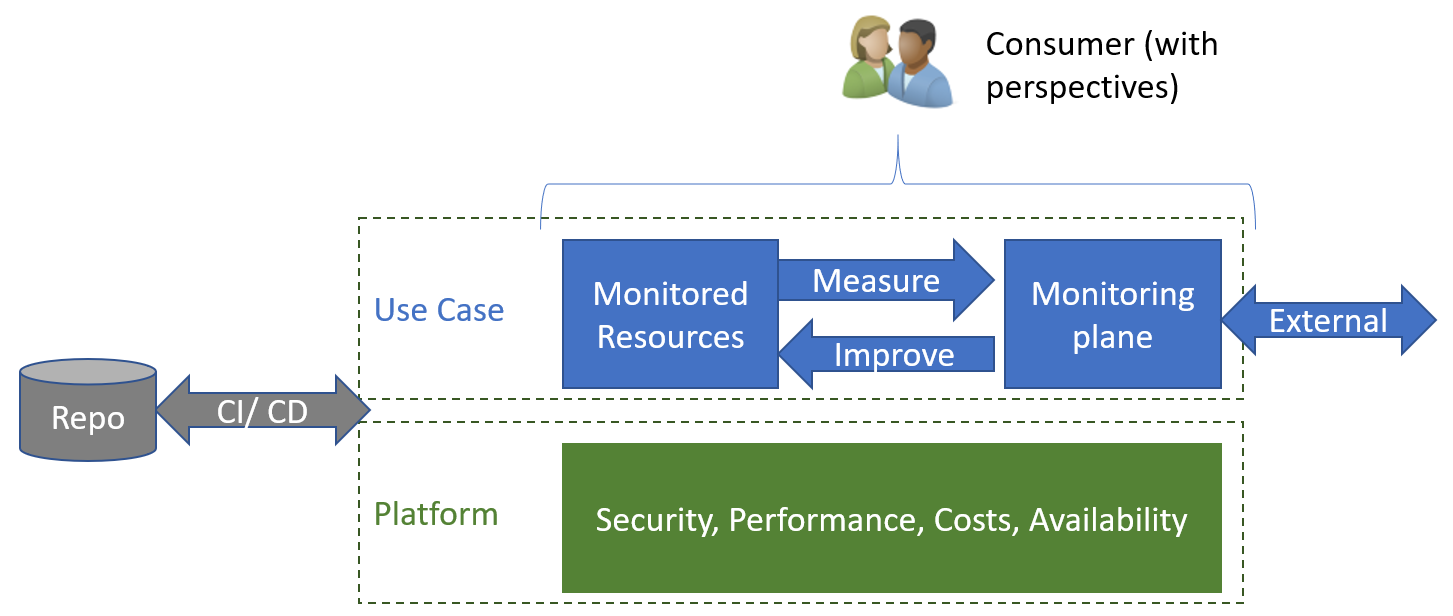 Consumer (with
perspectives)
Use Case
Monitored
Resources
Measure
Improve
Monitoring
plane
External
Repo
CI/ CD
Platform
Security, Performance, Costs, Availability